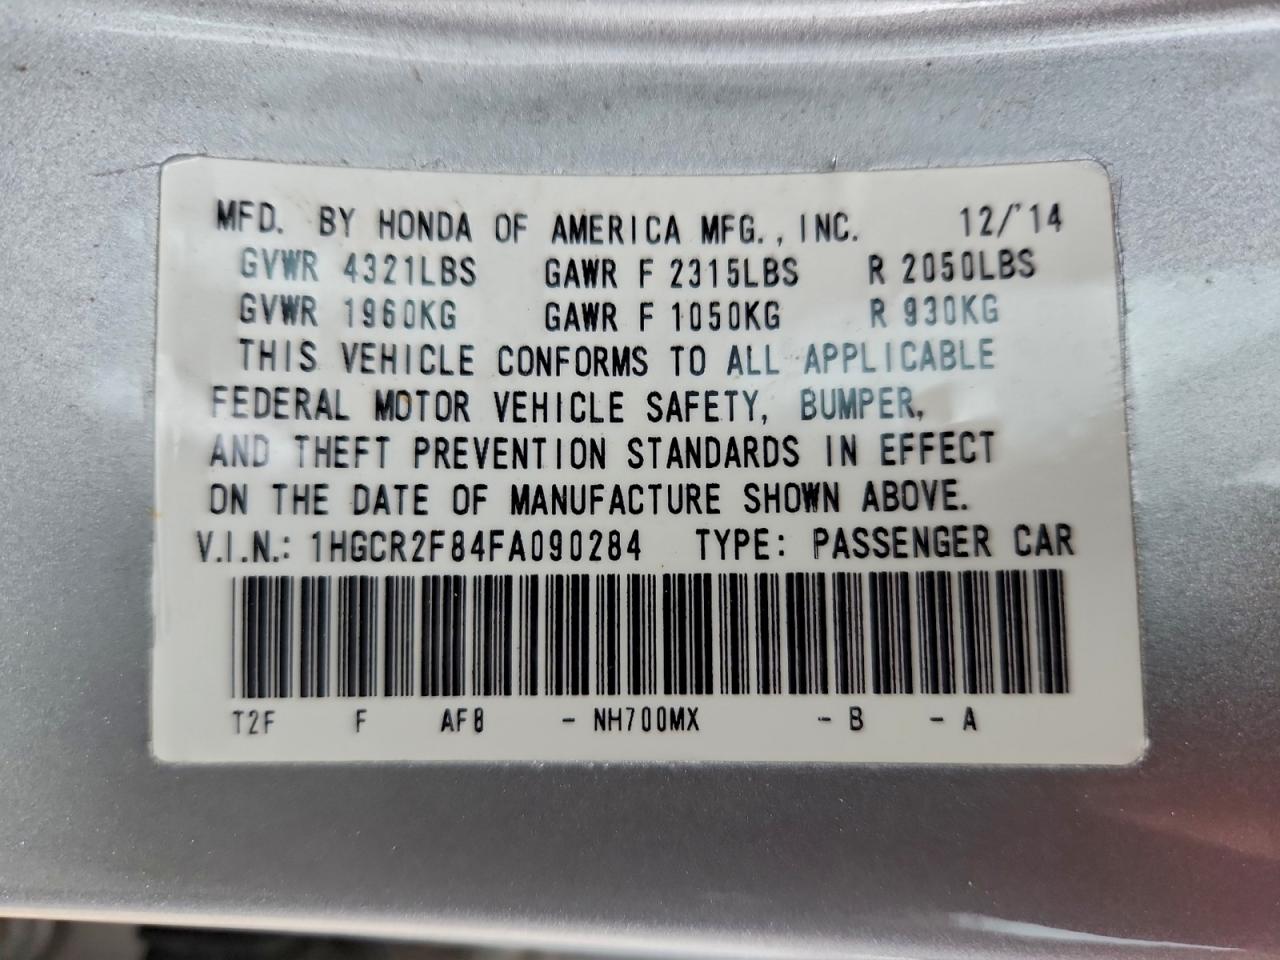 MFD. BY HONDA OF AMERICA MFG., INC. 12/'14
GVWR 4321LBS GAWR F 2315LBS R 2050LBS
GVWR 1960KG GAWR F 1050KG R 930KG
THIS VEHICLE CONFORMS TO ALL APPLICABLE
FEDERAL MOTOR VEHICLE SAFETY, BUMPER,
AND THEFT PREVENTION STANDARDS IN EFFECT
ON THE DATE OF MANUFACTURE SHOWN ABOVE.
V.I.N.: 1HGCR2F84FA090284 TYPE: PASSENGER CAR
T2F F AF8 - NH700MX - B - A